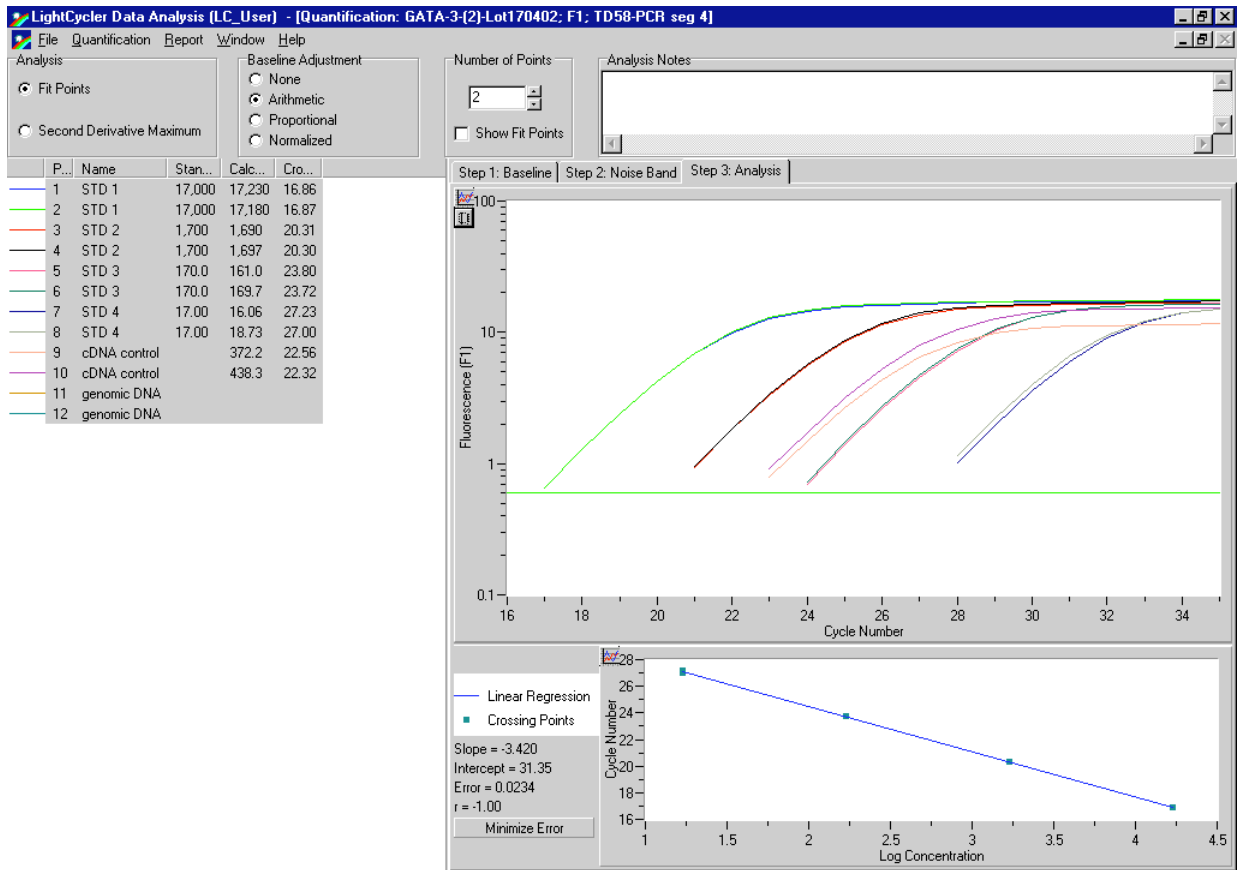 LightCycler Data Analysis (LC_User) - [Quantification: GATA-3-(2)-Lot170402; F1; TD58-PCR seg 4]
File Quantification Report Window Help
Analysis
Fit Points
Second Derivative Maximum
Baseline Adjustment
None
Arithmetic
Proportional
Normalized
Number of Points
2
Show Fit Points
Analysis Notes
P... Name Stan... Calc... Cro...
1 STD 1 17,000 17,230 16.86
2 STD 1 17,000 17,180 16.87
3 STD 2 1,700 1,690 20.31
4 STD 2 1,700 1,697 20.30
5 STD 3 170.0 161.0 23.80
6 STD 3 170.0 169.7 23.72
7 STD 4 17.00 16.06 27.23
8 STD 4 17.00 18.73 27.00
9 cDNA control 372.2 22.56
10 cDNA control 438.3 22.32
11 genomic DNA
12 genomic DNA
Step 1: Baseline Step 2: Noise Band Step 3: Analysis
100
10
1
0.1
Fluorescence (F1)
16 18 20 22 24 26 28 30 32 34
Cycle Number
Linear Regression
Crossing Points
Slope = -3.420
Intercept = 31.35
Error = 0.0234
r = -1.00
Minimize Error
28
26
24
22
20
18
16
Cycle Number
1 1.5 2 2.5 3 3.5 4 4.5
Log Concentration